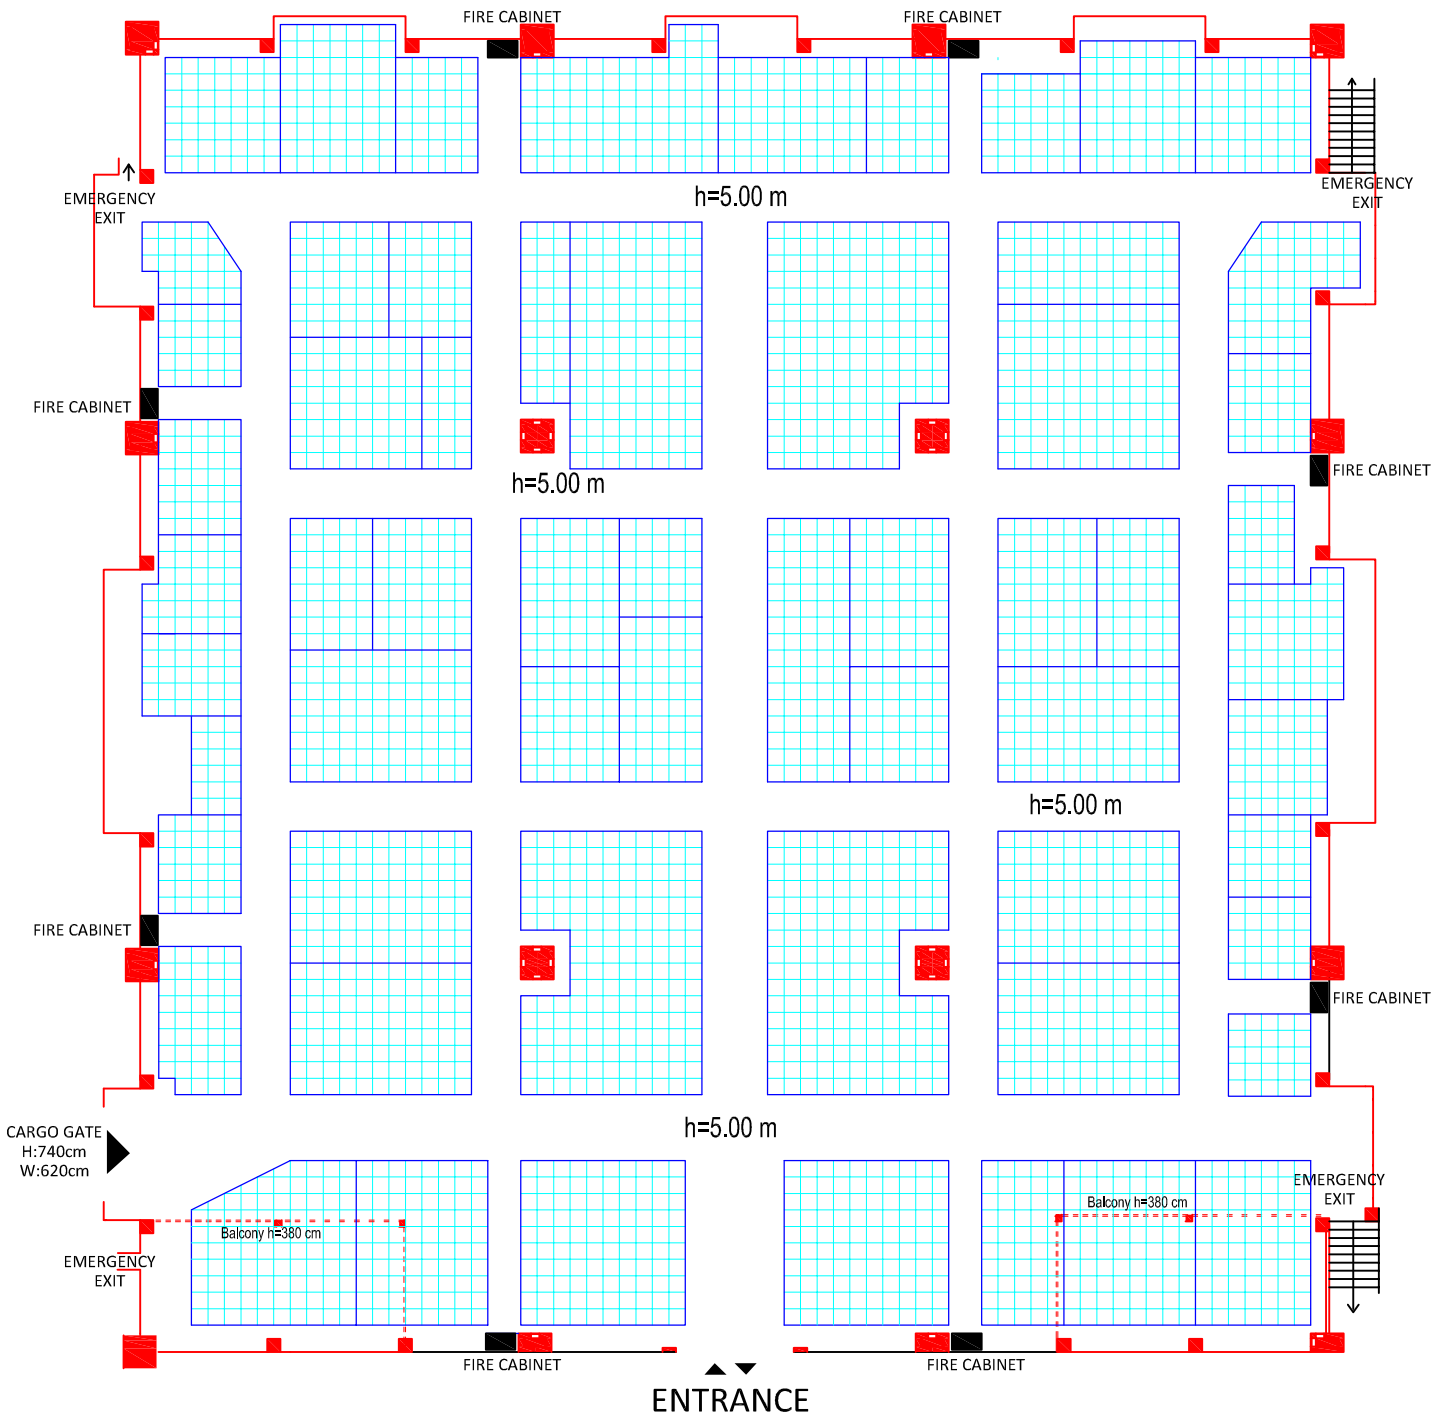 FIRE CABINET
FIRE CABINET
EMERGENCY
EXIT
h=5.00 m
EMERGENCY
EXIT
FIRE CABINET
h=5.00 m
FIRE CABINET
h=5.00 m
FIRE CABINET
FIRE CABINET
CARGO GATE
H:740cm
W:620cm
h=5.00 m
Balcony h=380 cm
Balcony h=380 cm
EMERGENCY
EXIT
EMERGENCY
EXIT
FIRE CABINET
FIRE CABINET
ENTRANCE